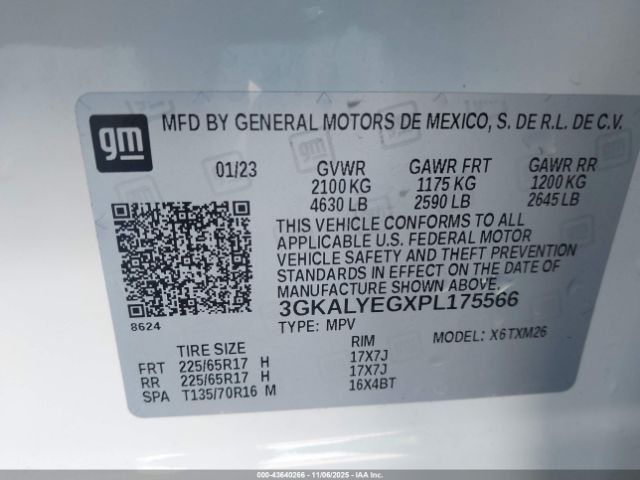 gm
MFD BY GENERAL MOTORS DE MEXICO, S. DE R.L. DE C.V.
01/23 GVWR GAWR FRT GAWR RR
2100 KG 1175 KG 1200 KG
4630 LB 2590 LB 2645 LB
THIS VEHICLE CONFORMS TO ALL
APPLICABLE U.S. FEDERAL MOTOR
VEHICLE SAFETY AND THEFT PREVENTION
STANDARDS IN EFFECT ON THE DATE OF
MANUFACTURE SHOWN ABOVE.
8624
3GKALYEGXPL175566
TYPE: MPV MODEL: X6TXM26
TIRE SIZE RIM
FRT 225/65R17 H 17X7J
RR 225/65R17 H 17X7J
SPA T135/70R16 M 16X4BT
000-43640266 - 11/06/2025 - IAA Inc.